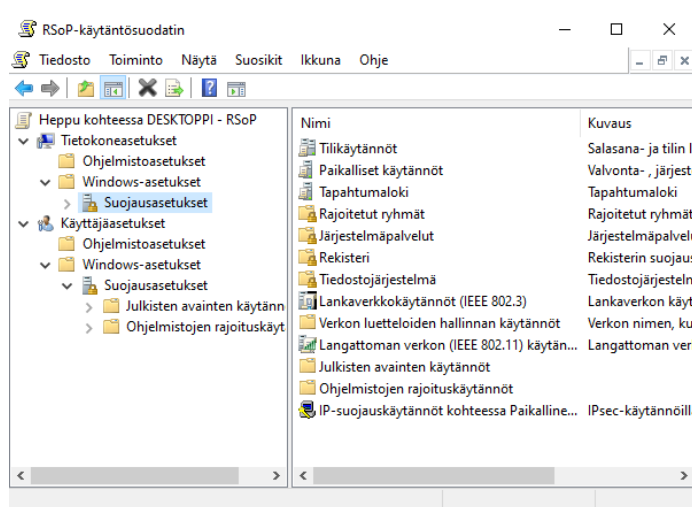 RSoP-käytäntösuodatin
Tiedosto Toiminto Näytä Suosikit Ikkuna Ohje
Heppu kohteessa DESKTOPPI - RSoP
Tietokoneasetukset
Ohjelmistoasetukset
Windows-asetukset
Suojausasetukset
Käyttäjäasetukset
Ohjelmistoasetukset
Windows-asetukset
Suojausasetukset
Julkisten avainten käytänn
Ohjelmistojen rajoituskäyt
Nimi Kuvaus
Tilikäytännöt Salasana- ja tilin l
Paikalliset käytännöt Valvonta- , järjest
Tapahtumaloki Tapahtumaloki
Rajoitetut ryhmät Rajoitetut ryhmät
Järjestelmäpalvelut Järjestelmäpalvelu
Rekisteri Rekisterin suojaus
Tiedostojärjestelmä Tiedostojärjesteln
Lankaverkkokäytännöt (IEEE 802.3) Lankaverkon käyt
Verkon luetteloiden hallinnan käytännöt Verkon nimen, ku
Langattoman verkon (IEEE 802.11) käytän... Langattoman ver
Julkisten avainten käytännöt
Ohjelmistojen rajoituskäytännöt
IP-suojauskäytännöt kohteessa Paikalline... IPsec-käytännöill